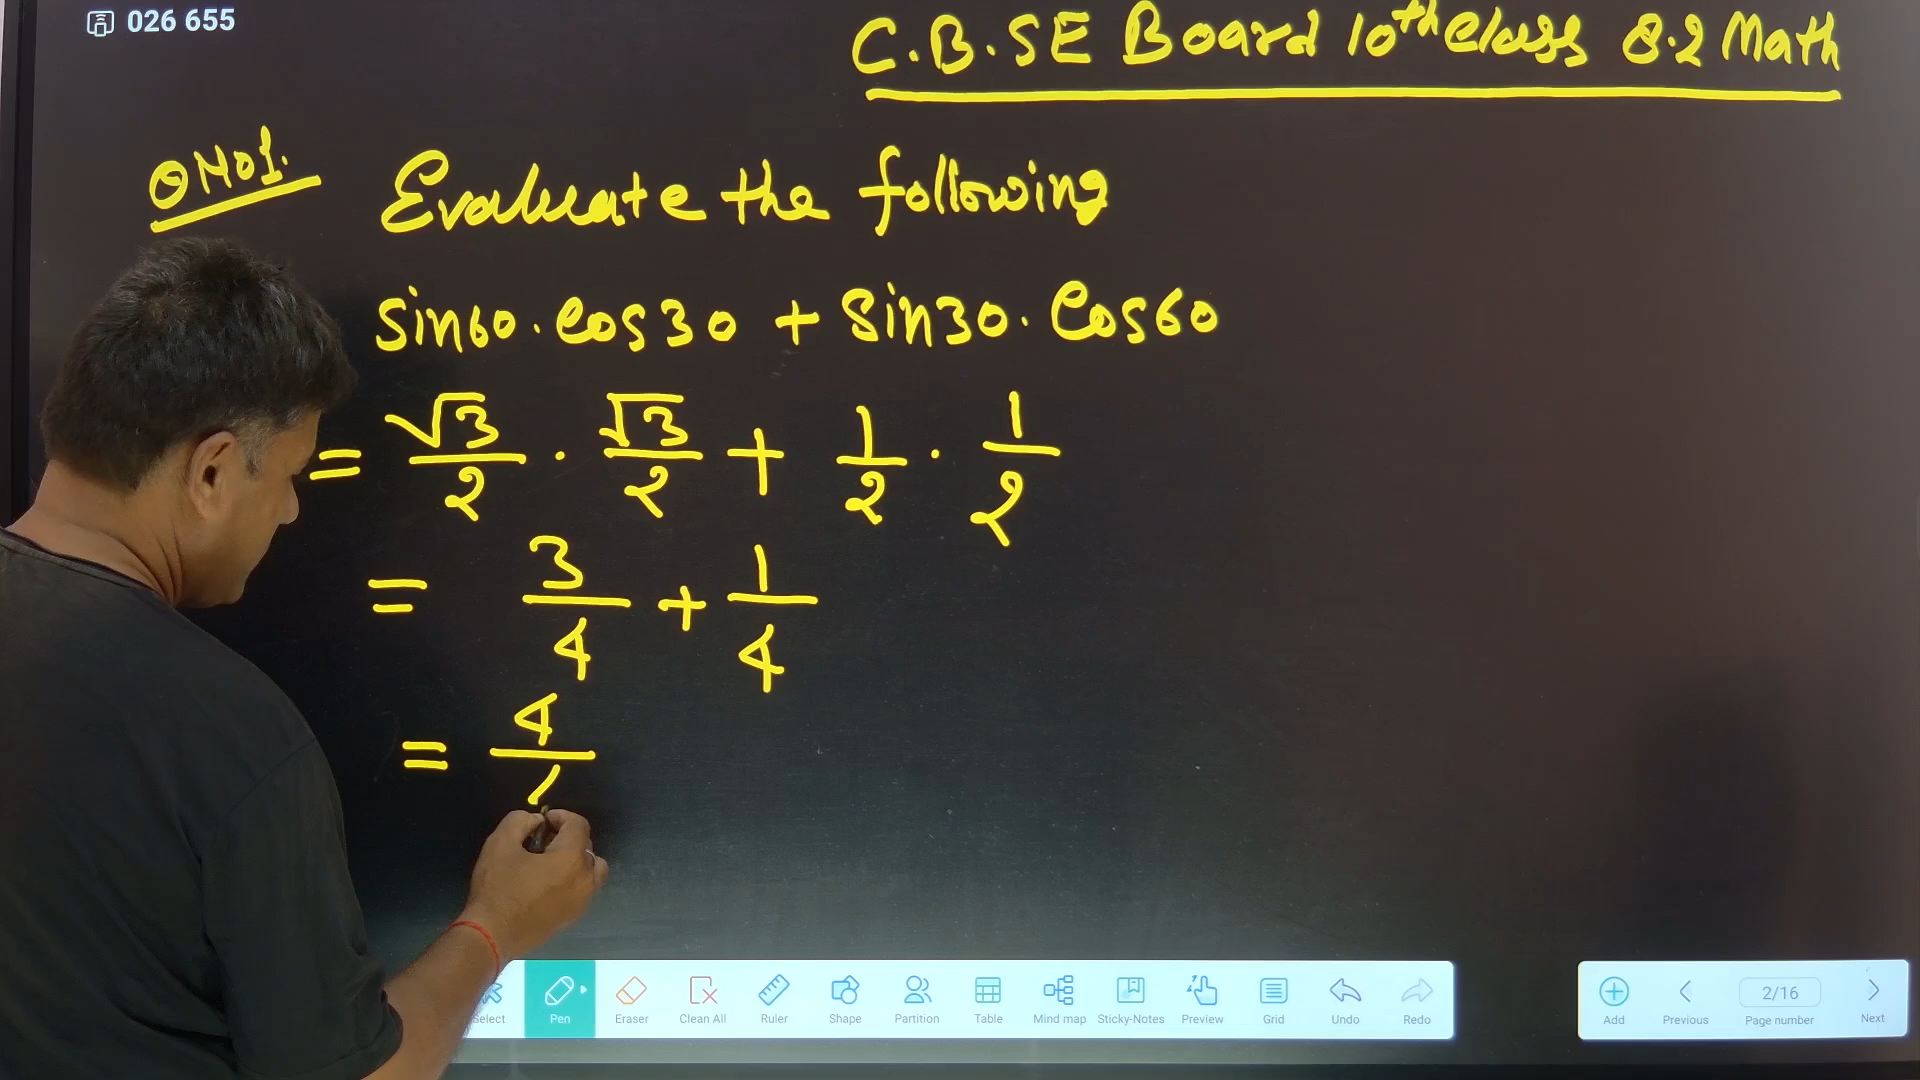 026 655
C.B.SE Board 10th Class 8.2 Math
Q No 1.
Evaluate the following
sin60.cos30 + sin30.cos60
= √3/2 . √3/2 + 1/2 . 1/2
= 3/4 + 1/4
= 4/
Select Pen Eraser Clean All Ruler Shape Partition Table Mind map Sticky-Notes Preview Grid Undo Redo
Add Previous 2/16 Page number Next